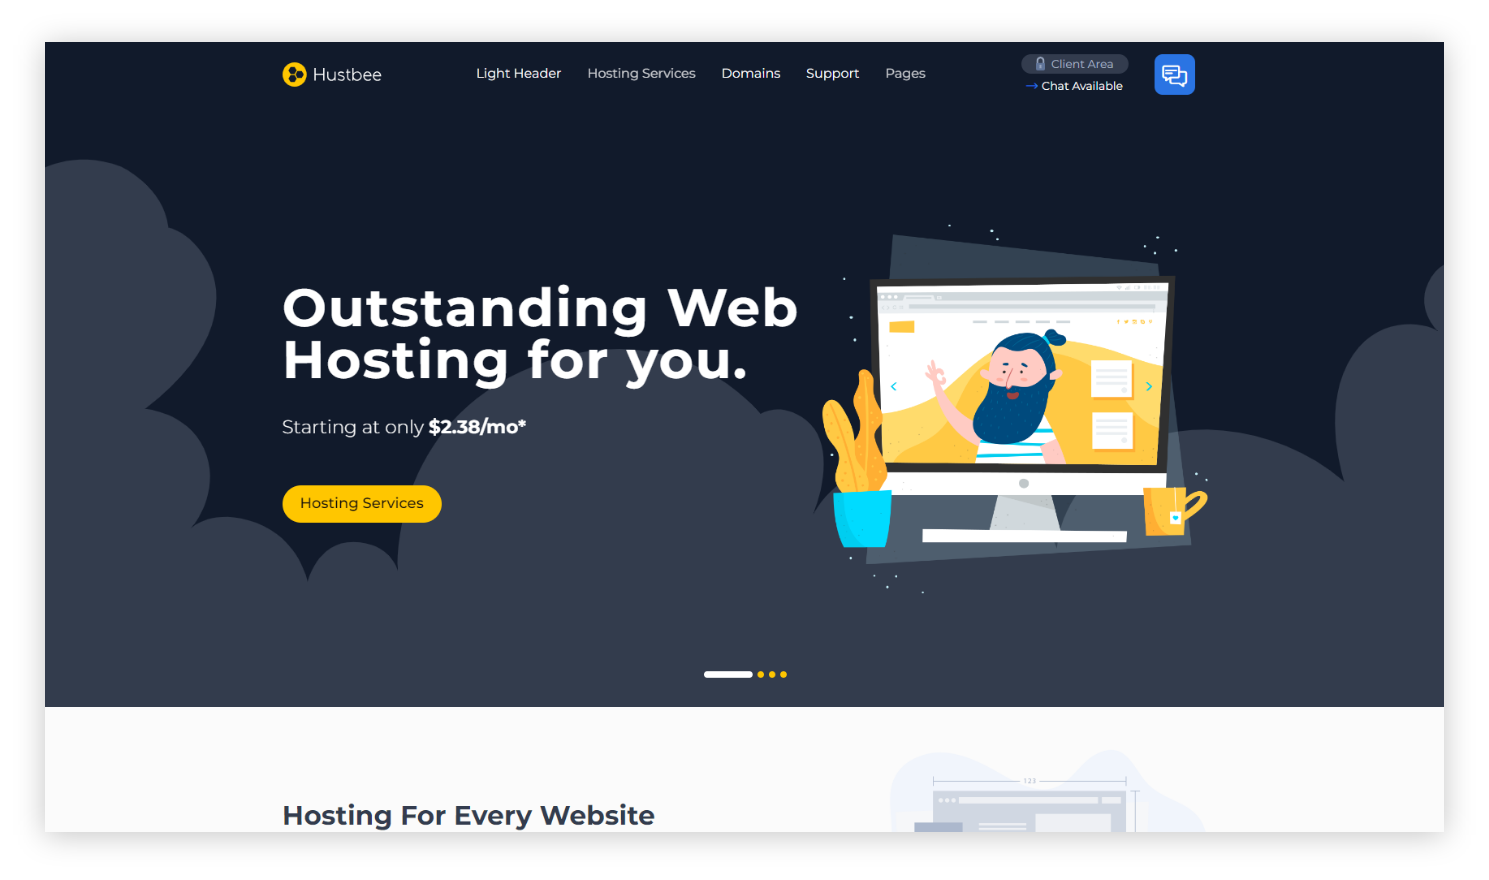 Hustbee
Light Header
Hosting Services
Domains
Support
Pages
Client Area
→ Chat Available
Outstanding Web
Hosting for you.
Starting at only $2.38/mo*
Hosting Services
123
Hosting For Every Website